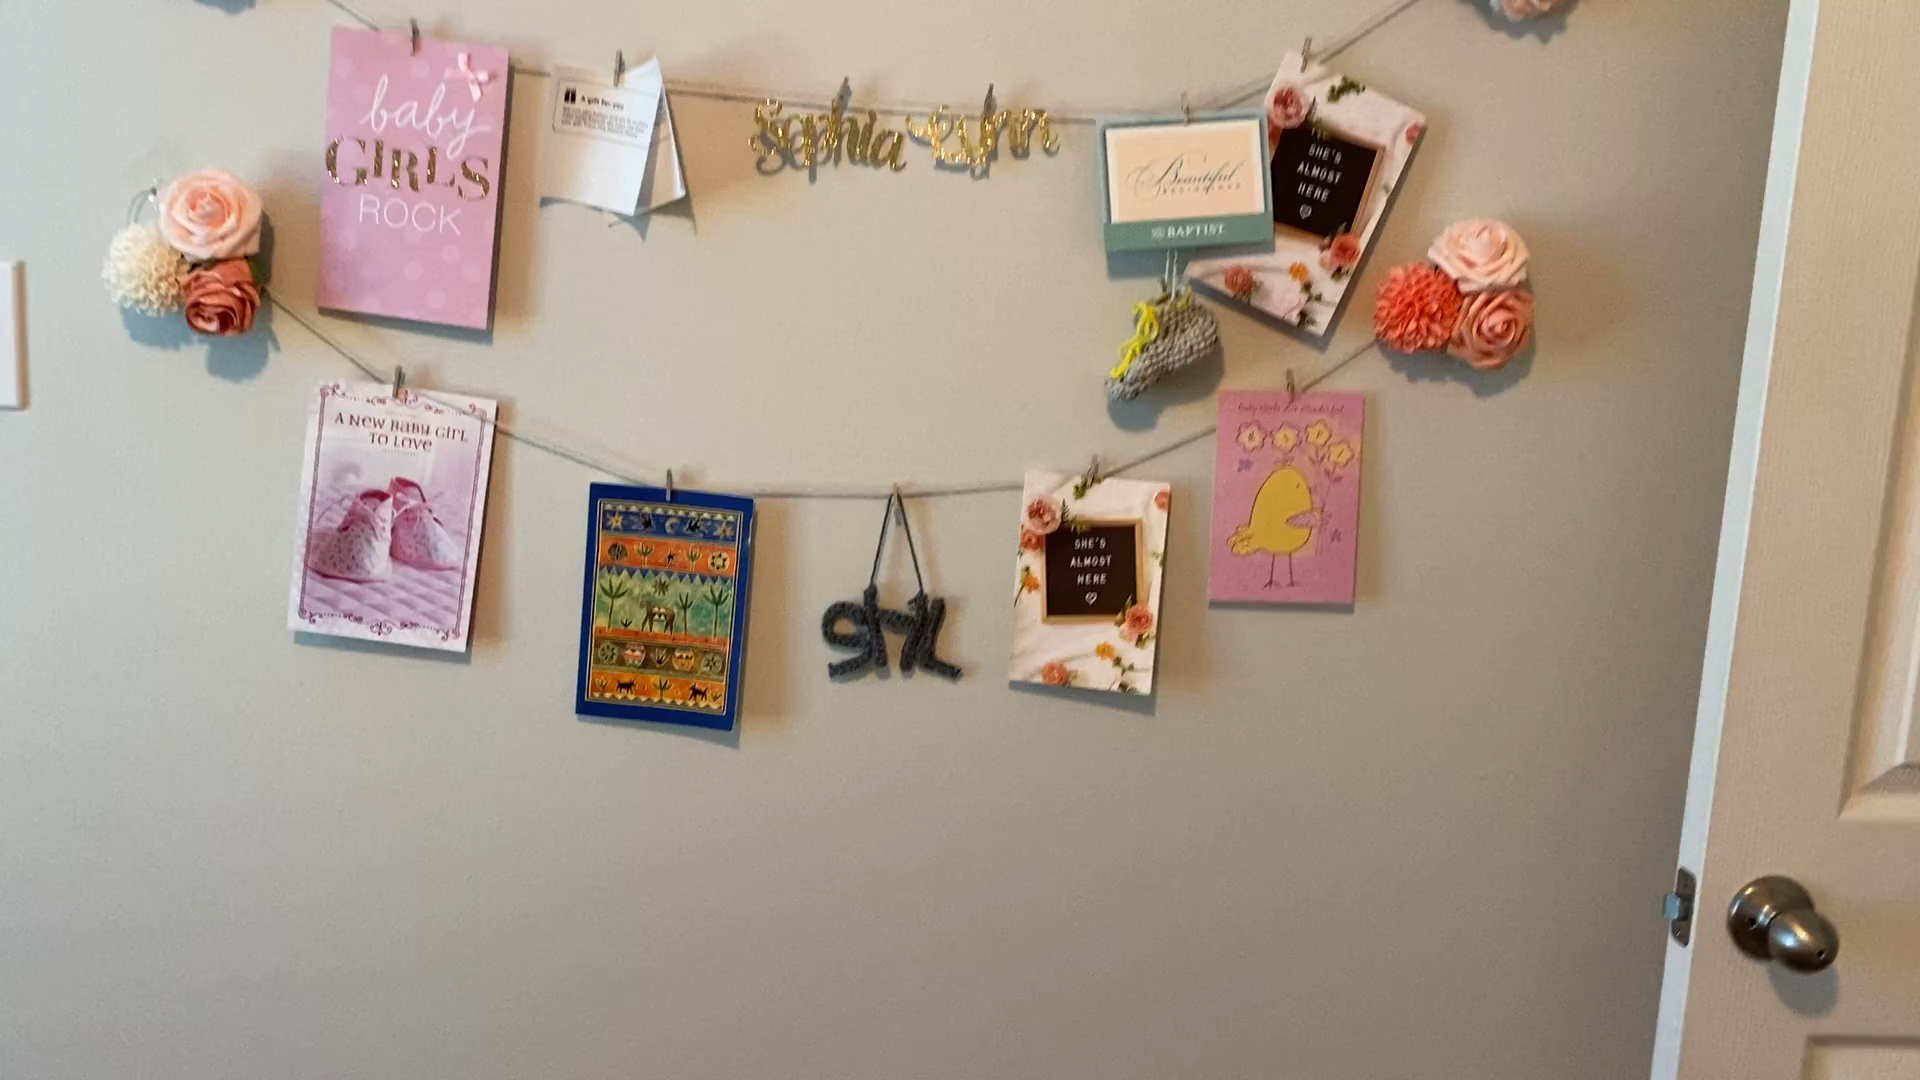 baby
GIRLS
ROCK
A gift for you
Sophia Lynn
Beautiful
BEGINNINGS
BAPTIST
SHE'S
ALMOST
HERE
A NEW BABY GIRL
TO LOVE
SHE'S
ALMOST
HERE